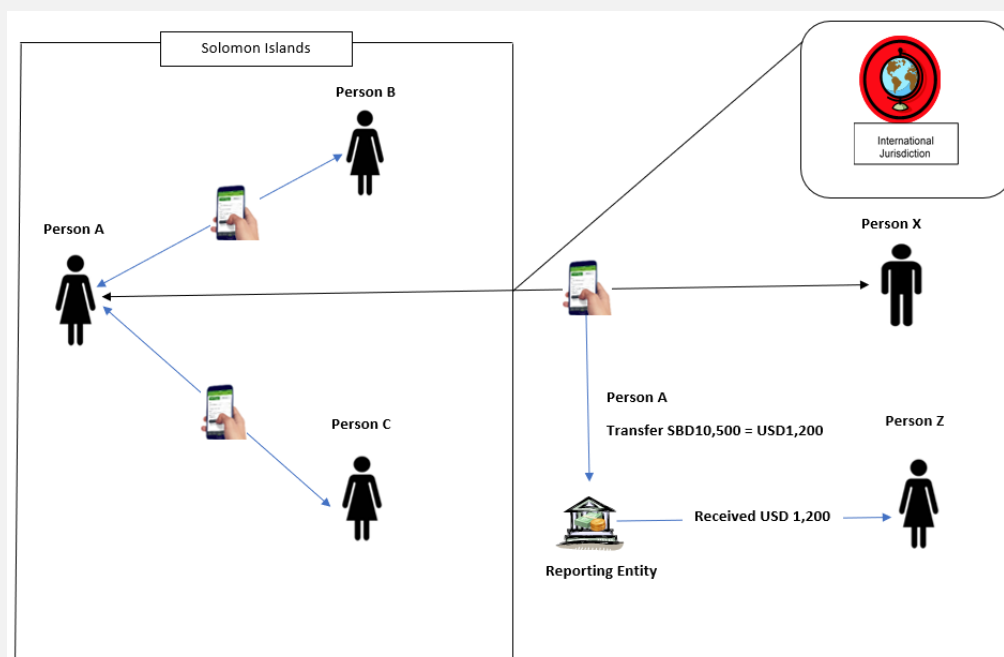 Solomon Islands
Person B
Person A
Person C
International
Jurisdiction
Person X
Person A
Transfer SBD10,500 = USD1,200
Person Z
Received USD 1,200
Reporting Entity